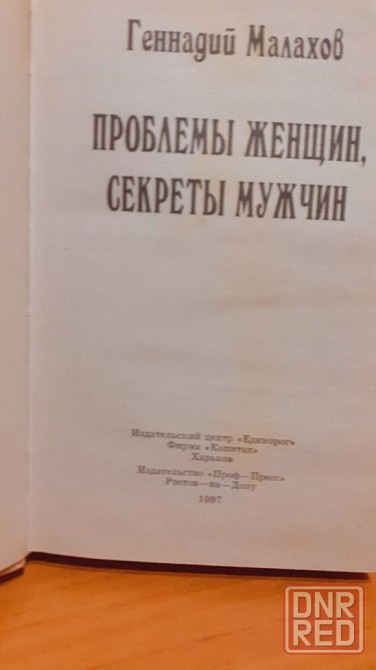 Геннадий Малахов
ПРОБЛЕМЫ ЖЕНЩИН,
СЕКРЕТЫ МУЖЧИН
Издательский центр «Единорог»
Фирма «Капитал»
Харьков
Издательство «Проф—Пресс»
Ростов—на—Дону
1997
DNR
RED